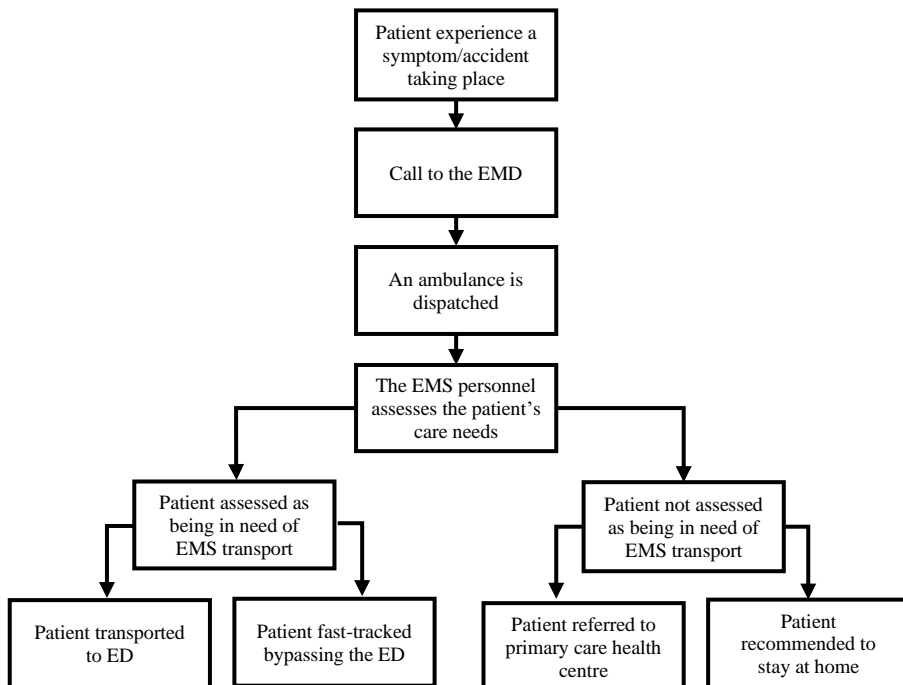 Patient experience a
symptom/accident
taking place
Call to the EMD
An ambulance is
dispatched
The EMS personnel
assesses the patient's
care needs
Patient assessed as
being in need of
EMS transport
Patient not assessed
as being in need of
EMS transport
Patient transported
to ED
Patient fast-tracked
bypassing the ED
Patient referred to
primary care health
centre
Patient
recommended to
stay at home